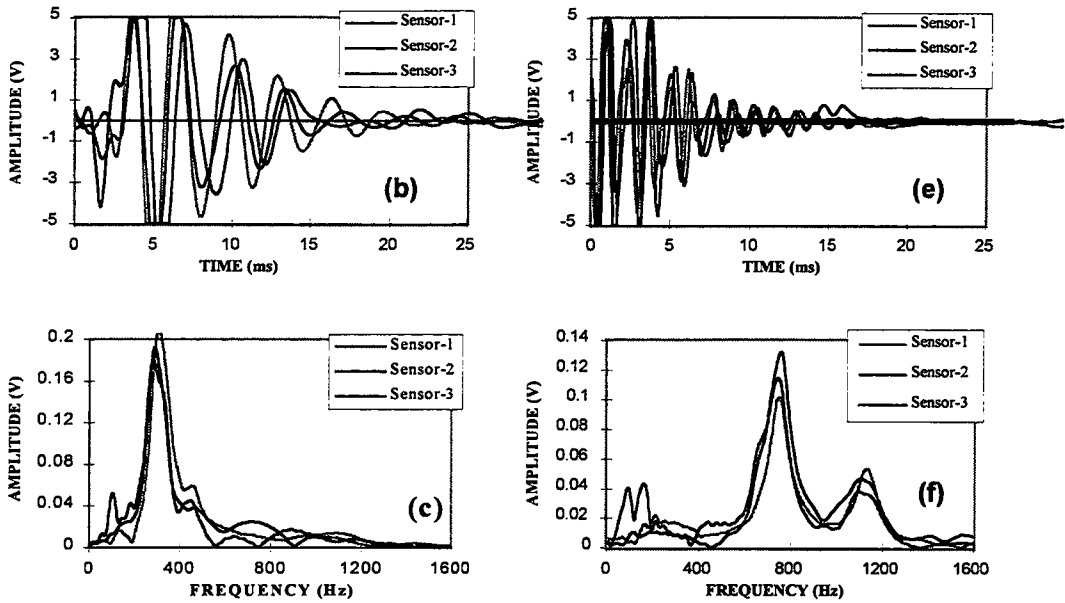 5
3
1
-1
-3
-5
AMPLITUDE (V)
0 5 10 15 20 25
TIME (ms)
Sensor-1
Sensor-2
Sensor-3
(b)
5
3
1
-1
-3
-5
AMPLITUDE (V)
0 5 10 15 20 25
TIME (ms)
Sensor-1
Sensor-2
Sensor-3
(e)
0.2
0.16
0.12
0.08
0.04
0
AMPLITUDE (V)
0 400 800 1200 1600
FREQUENCY (Hz)
Sensor-1
Sensor-2
Sensor-3
(c)
0.14
0.12
0.1
0.08
0.06
0.04
0.02
0
AMPLITUDE (V)
0 400 800 1200 1600
FREQUENCY (Hz)
Sensor-1
Sensor-2
Sensor-3
(f)